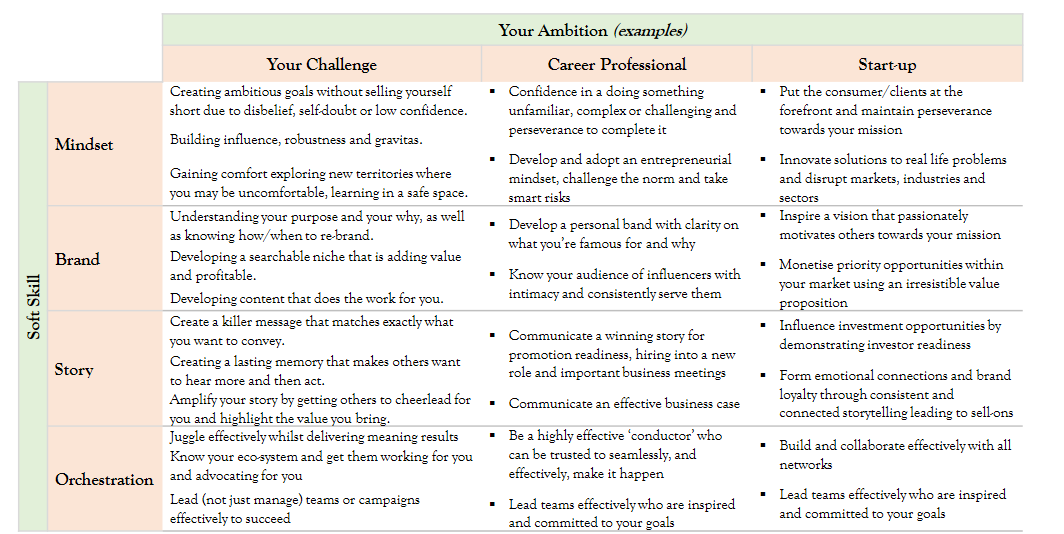 Your Ambition (examples)
Your Challenge
Career Professional
Start-up
Soft Skill
Mindset
Creating ambitious goals without selling yourself
short due to disbelief, self-doubt or low confidence.
Building influence, robustness and gravitas.
Gaining comfort exploring new territories where
you may be uncomfortable, learning in a safe space.
▪ Confidence in a doing something
unfamiliar, complex or challenging and
perseverance to complete it
▪ Develop and adopt an entrepreneurial
mindset, challenge the norm and take
smart risks
▪ Put the consumer/clients at the
forefront and maintain perseverance
towards your mission
▪ Innovate solutions to real life problems
and disrupt markets, industries and
sectors
Brand
Understanding your purpose and your why, as well
as knowing how/when to re-brand.
Developing a searchable niche that is adding value
and profitable.
Developing content that does the work for you.
▪ Develop a personal band with clarity on
what you're famous for and why
▪ Know your audience of influencers with
intimacy and consistently serve them
▪ Inspire a vision that passionately
motivates others towards your mission
▪ Monetise priority opportunities within
your market using an irresistible value
proposition
Story
Create a killer message that matches exactly what
you want to convey.
Creating a lasting memory that makes others want
to hear more and then act.
Amplify your story by getting others to cheerlead for
you and highlight the value you bring.
▪ Communicate a winning story for
promotion readiness, hiring into a new
role and important business meetings
▪ Communicate an effective business case
▪ Influence investment opportunities by
demonstrating investor readiness
▪ Form emotional connections and brand
loyalty through consistent and
connected storytelling leading to sell-ons
Orchestration
Juggle effectively whilst delivering meaning results
Know your eco-system and get them working for you
and advocating for you
Lead (not just manage) teams or campaigns
effectively to succeed
▪ Be a highly effective 'conductor' who
can be trusted to seamlessly, and
effectively, make it happen
▪ Lead teams effectively who are inspired
and committed to your goals
▪ Build and collaborate effectively with all
networks
▪ Lead teams effectively who are inspired
and committed to your goals